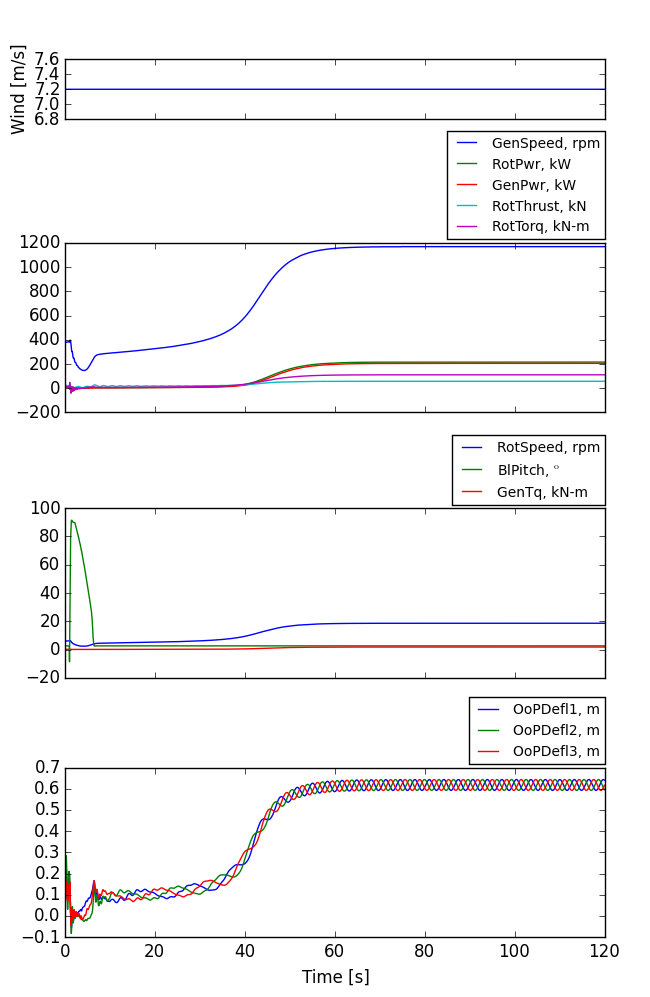 Wind [m/s]
7.6
7.4
7.2
7.0
6.8
GenSpeed, rpm
RotPwr, kW
GenPwr, kW
RotThrust, kN
RotTorq, kN-m
1200
1000
800
600
400
200
0
−200
RotSpeed, rpm
BlPitch, °
GenTq, kN-m
100
80
60
40
20
0
−20
OoPDefl1, m
OoPDefl2, m
OoPDefl3, m
0.7
0.6
0.5
0.4
0.3
0.2
0.1
0.0
−0.1
0 20 40 60 80 100 120
Time [s]